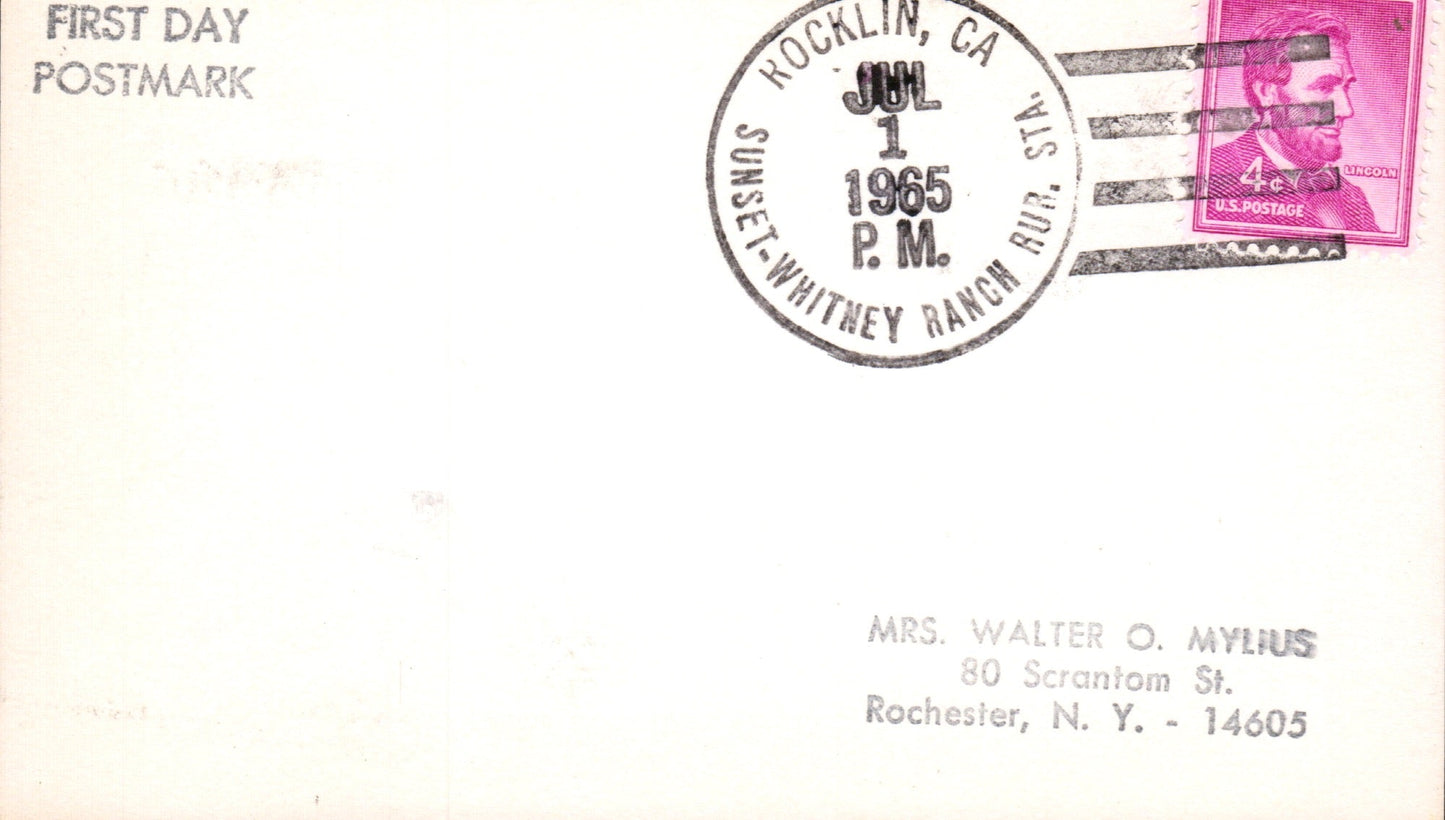 FIRST DAY
POSTMARK
ROCKLIN, CA
JUL
1
1965
P. M.
SUNSET-WHITNEY RANCH RUR. STA.
4¢
LINCOLN
U.S. POSTAGE
MRS. WALTER O. MYLIUS
80 Scrantom St.
Rochester, N. Y. - 14605